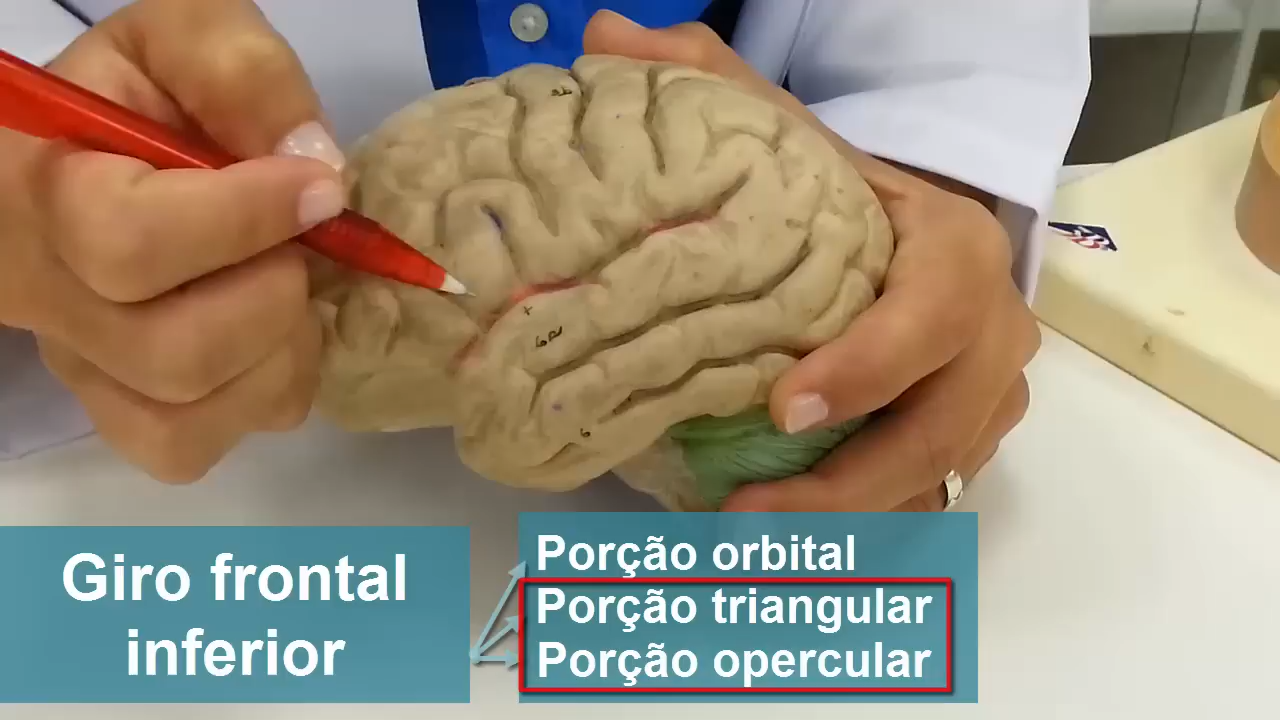 Giro frontal
inferior
Porção orbital
Porção triangular
Porção opercular